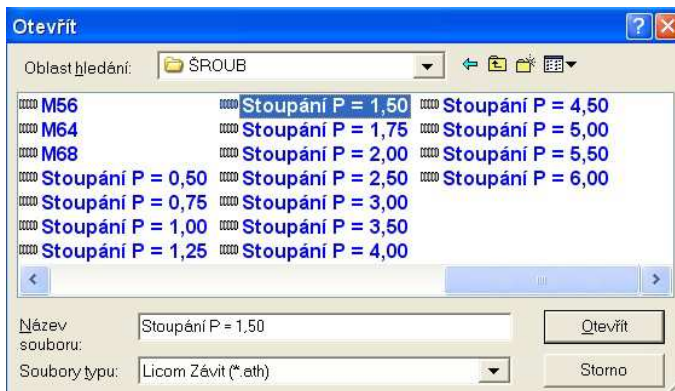 Otevřít
Oblast hledání: ŠROUB
M56 Stoupání P = 1,50 Stoupání P = 4,50
M64 Stoupání P = 1,75 Stoupání P = 5,00
M68 Stoupání P = 2,00 Stoupání P = 5,50
Stoupání P = 0,50 Stoupání P = 2,50 Stoupání P = 6,00
Stoupání P = 0,75 Stoupání P = 3,00
Stoupání P = 1,00 Stoupání P = 3,50
Stoupání P = 1,25 Stoupání P = 4,00
Název souboru: Stoupání P = 1,50 Otevřít
Soubory typu: Licom Závit (*.ath) Storno